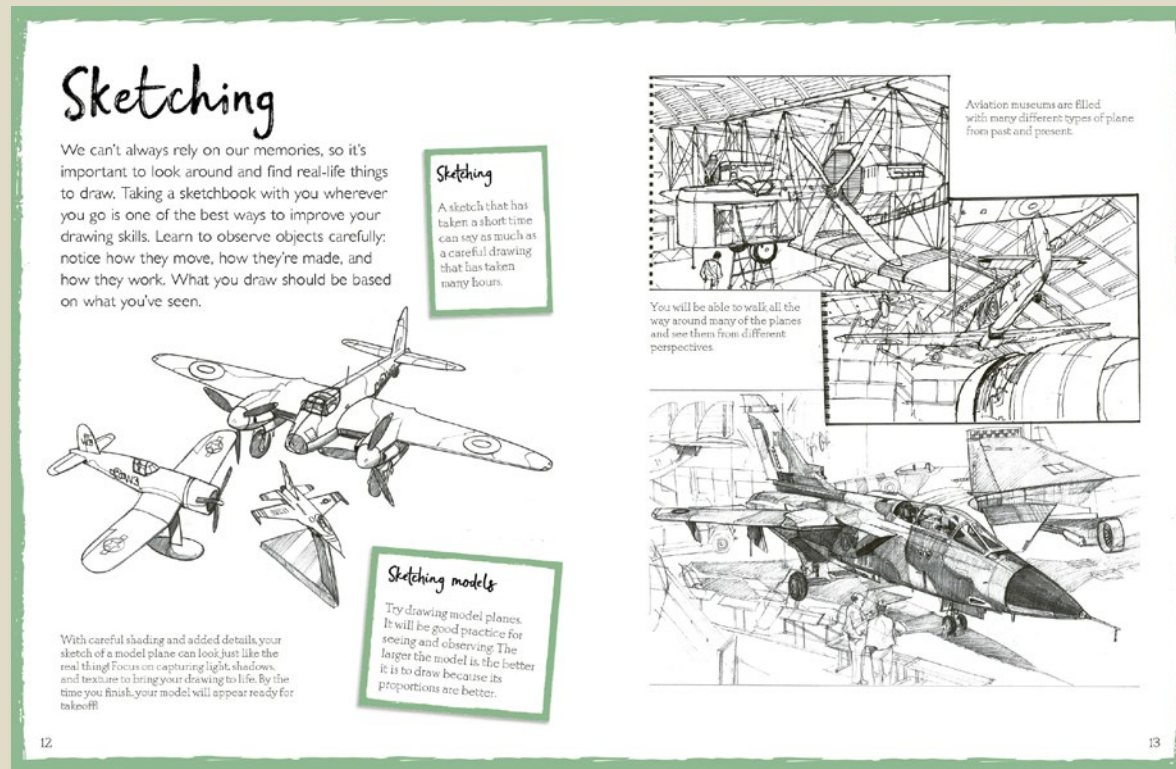 Sketching
We can't always rely on our memories, so it's
important to look around and find real-life things
to draw. Taking a sketchbook with you wherever
you go is one of the best ways to improve your
drawing skills. Learn to observe objects carefully:
notice how they move, how they're made, and
how they work. What you draw should be based
on what you've seen.
Sketching
A sketch that has
taken a short time
can say as much as
a careful drawing
that has taken
many hours.
With careful shading and added details, your
sketch of a model plane can look just like the
real thing! Focus on capturing light, shadows,
and texture to bring your drawing to life. By the
time you finish, your model will appear ready for
takeoff!
Sketching models
Try drawing model planes.
It will be good practice for
seeing and observing. The
larger the model is, the better
it is to draw because its
proportions are better.
12
Aviation museums are filled
with many different types of plane
from past and present.
You will be able to walk all the
way around many of the planes
and see them from different
perspectives.
13